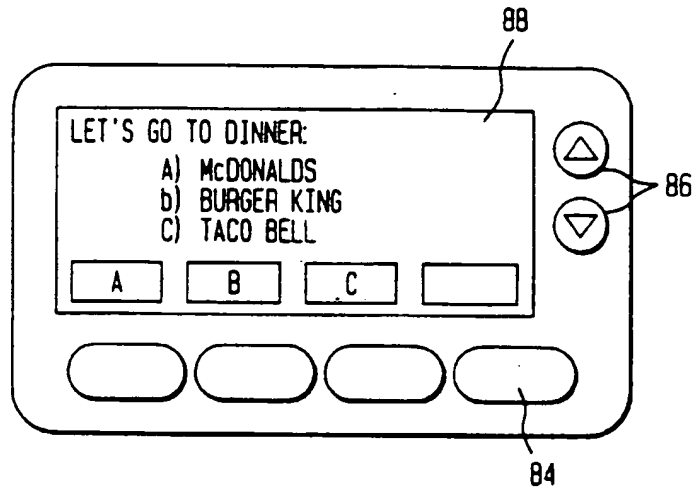 88
LET'S GO TO DINNER:
A) McDONALDS
b) BURGER KING
C) TACO BELL
86
A B C
84